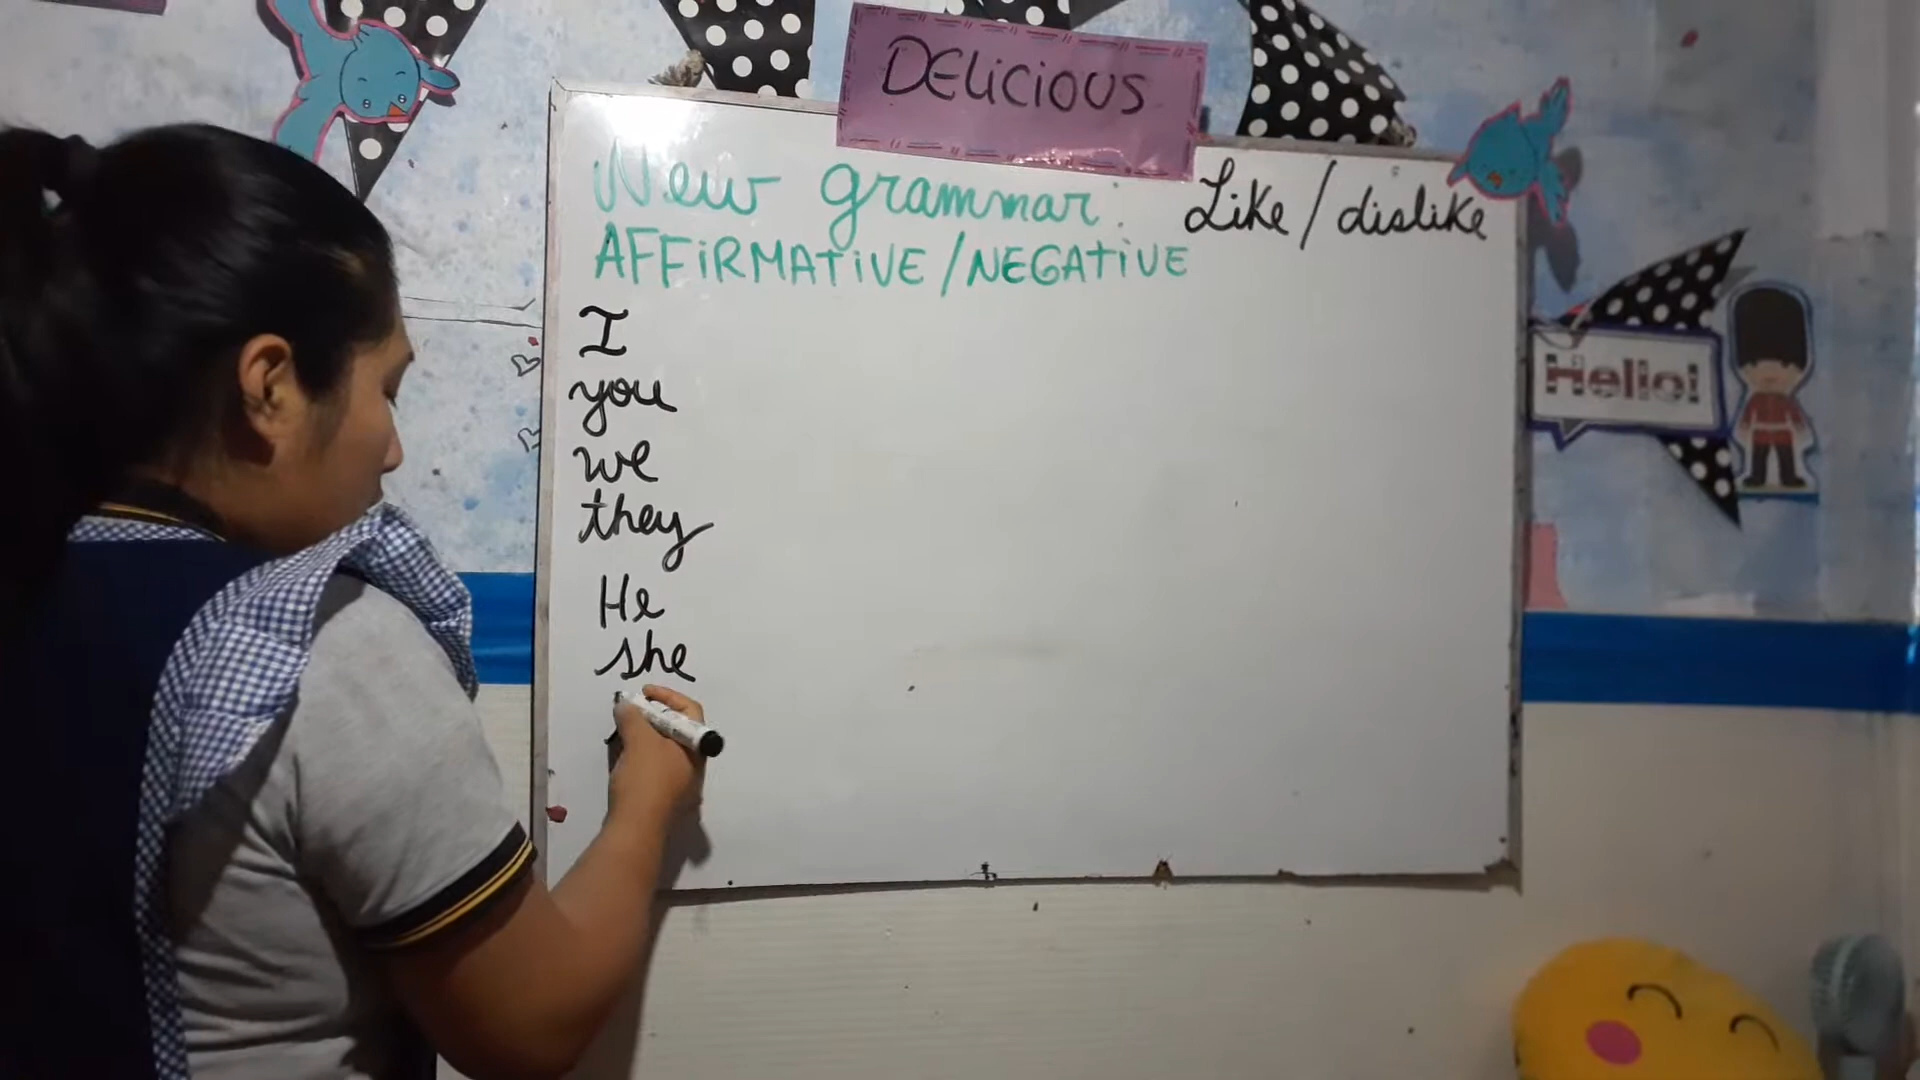 DELICIOUS
New grammar: Like/dislike
AFFIRMATIVE/NEGATIVE
I
you
we
they
He
she
Hello!